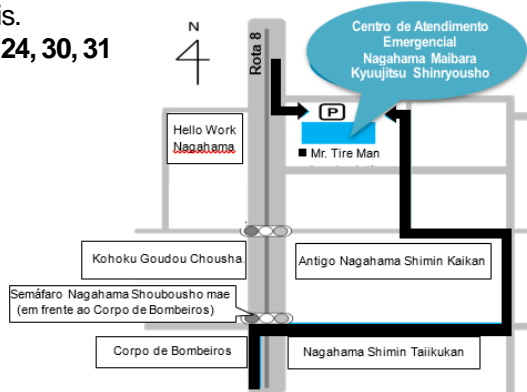 is.
24, 30, 31
N
Rota 8
Centro de Atendimento
Emergencial
Nagahama Maibara
Kyuujitsu Shinryousho
P
Hello Work
Nagahama
■ Mr. Tire Man
Kohoku Goudou Chousha
Antigo Nagahama Shimin Kaikan
Semáfaro Nagahama Shoubousho mae
(em frente ao Corpo de Bombeiros)
Corpo de Bombeiros
Nagahama Shimin Taiikukan